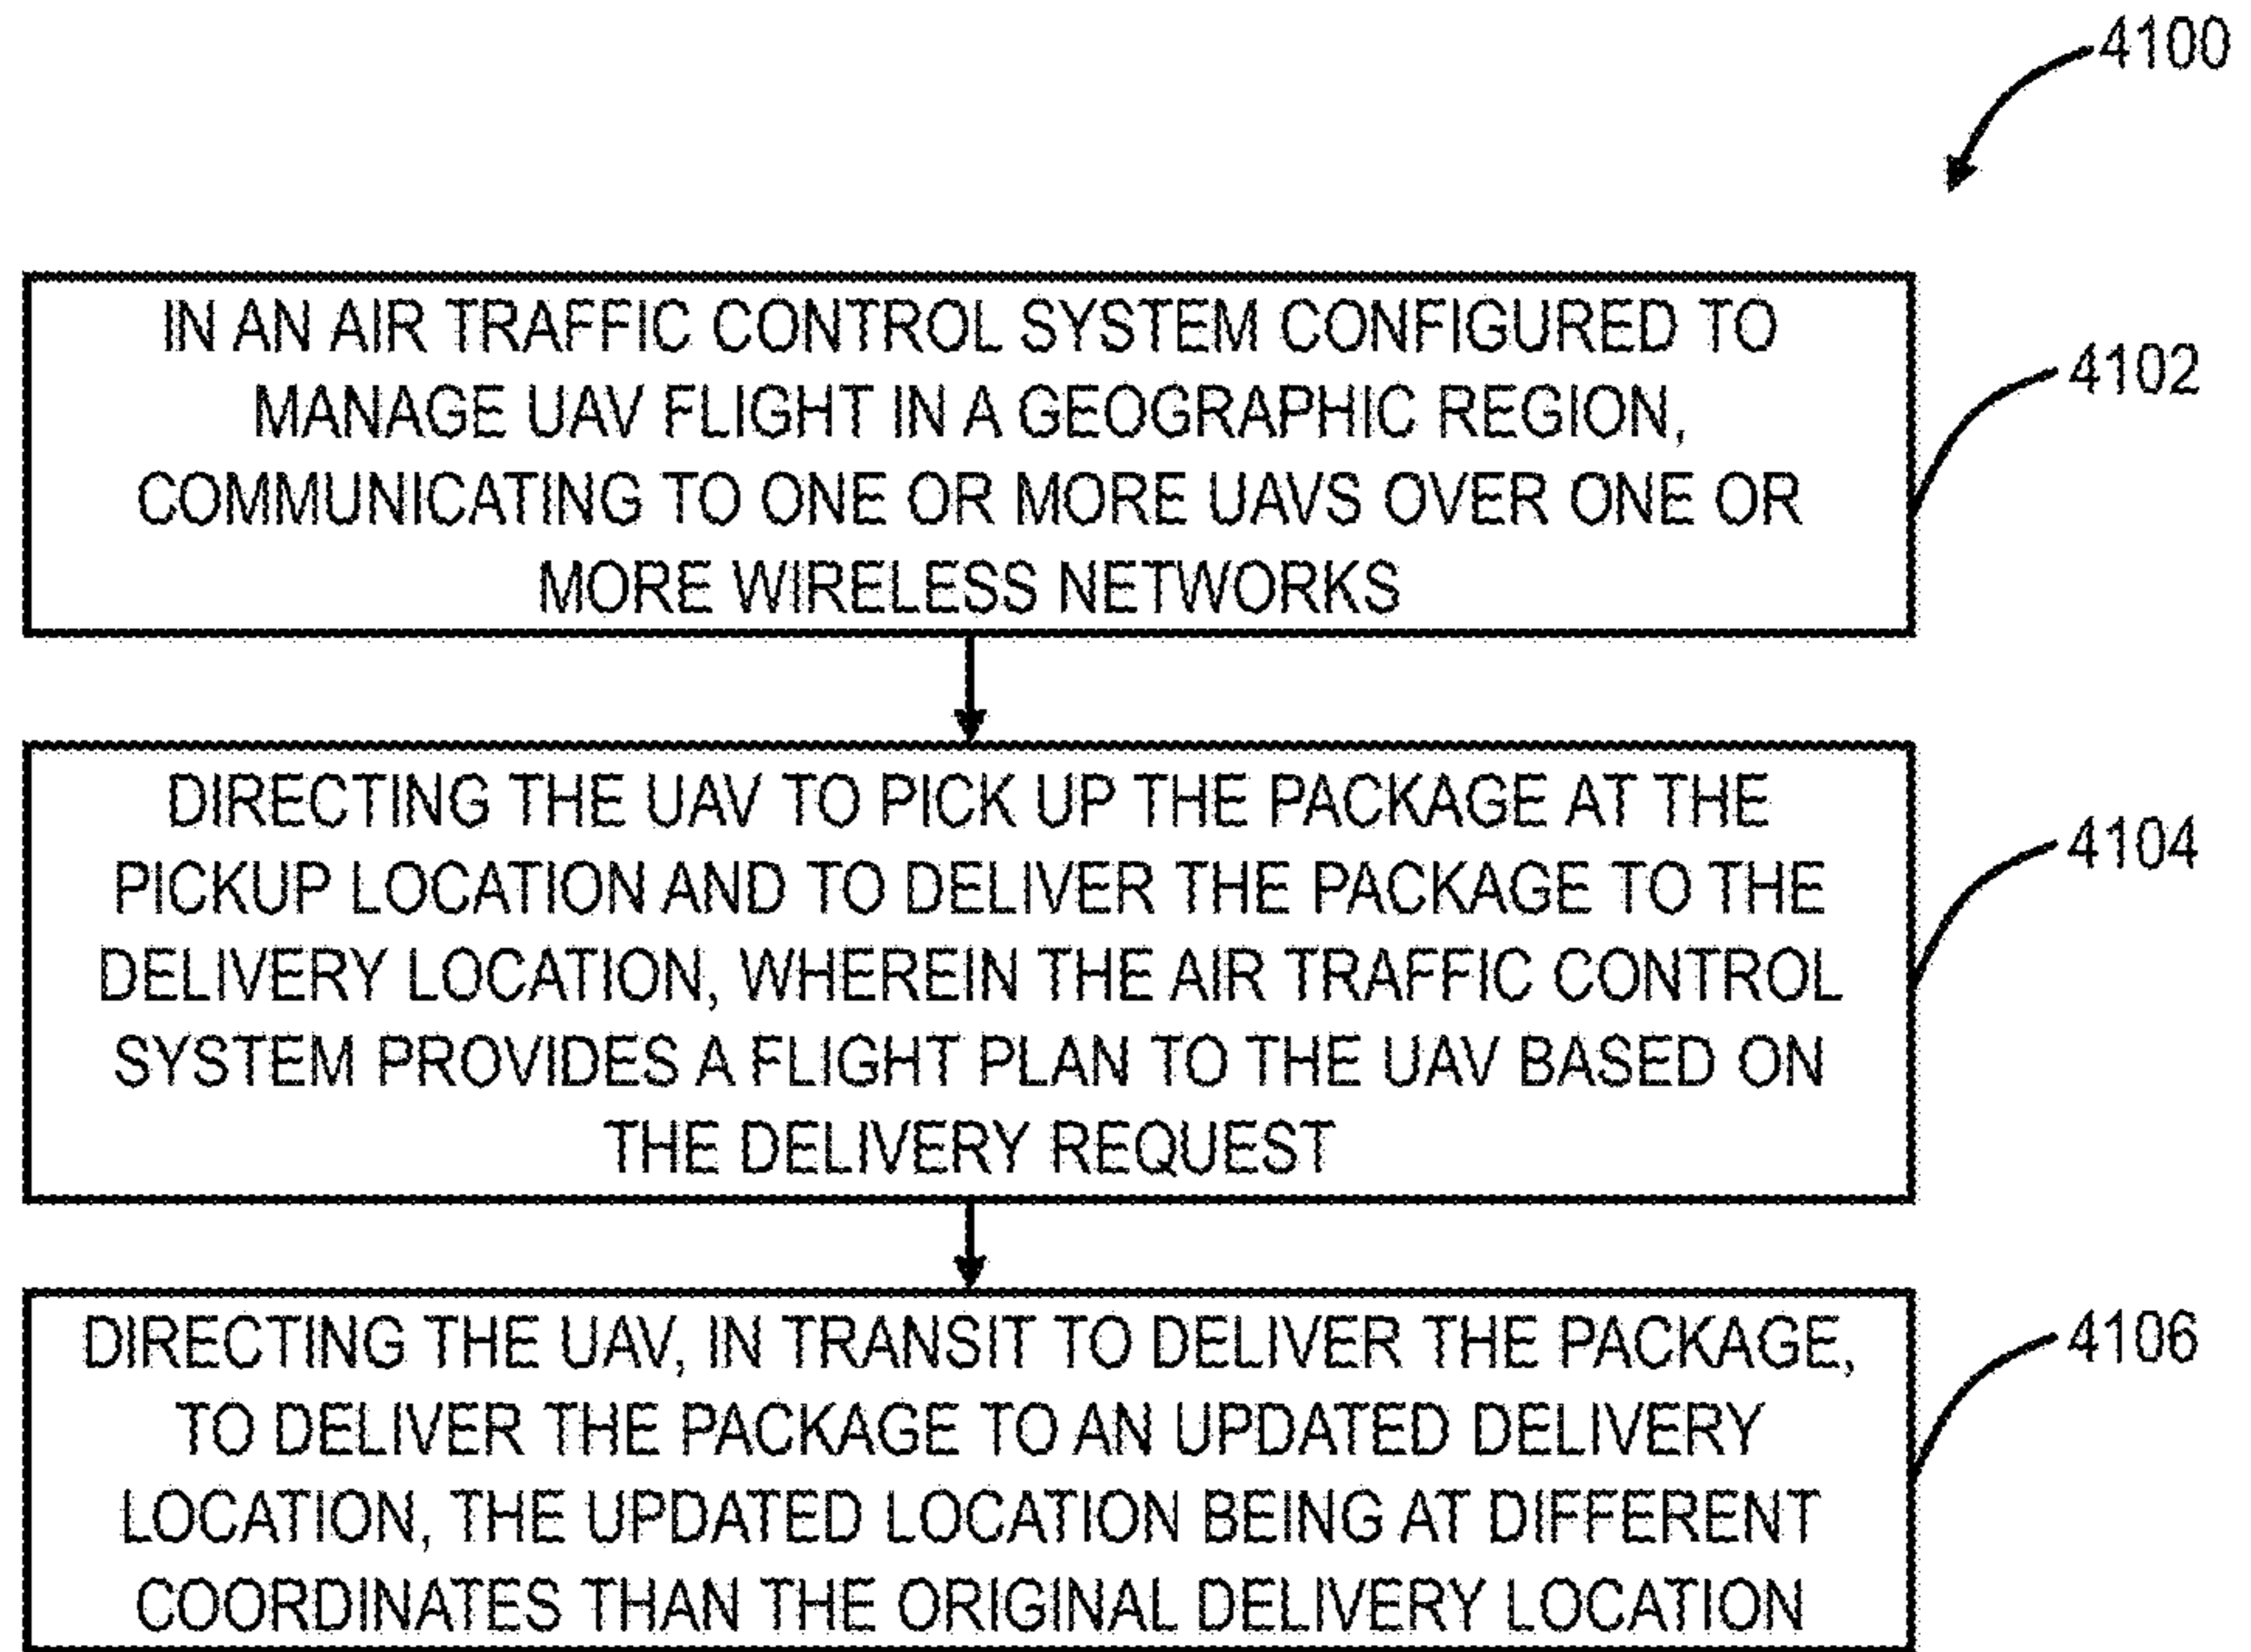 4100
IN AN AIR TRAFFIC CONTROL SYSTEM CONFIGURED TO
MANAGE UAV FLIGHT IN A GEOGRAPHIC REGION,
COMMUNICATING TO ONE OR MORE UAVS OVER ONE OR
MORE WIRELESS NETWORKS
4102
DIRECTING THE UAV TO PICK UP THE PACKAGE AT THE
PICKUP LOCATION AND TO DELIVER THE PACKAGE TO THE
DELIVERY LOCATION, WHEREIN THE AIR TRAFFIC CONTROL
SYSTEM PROVIDES A FLIGHT PLAN TO THE UAV BASED ON
THE DELIVERY REQUEST
4104
DIRECTING THE UAV, IN TRANSIT TO DELIVER THE PACKAGE,
TO DELIVER THE PACKAGE TO AN UPDATED DELIVERY
LOCATION, THE UPDATED LOCATION BEING AT DIFFERENT
COORDINATES THAN THE ORIGINAL DELIVERY LOCATION
4106